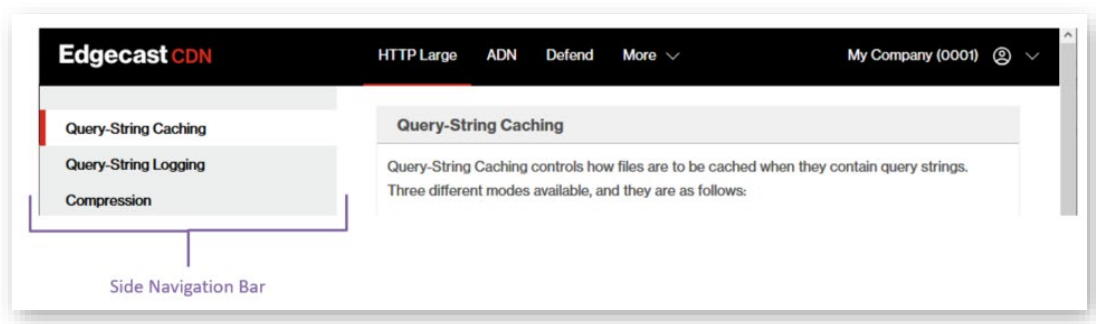 Edgecast CDN HTTP Large ADN Defend More My Company (0001)
Query-String Caching
Query-String Logging
Compression
Query-String Caching
Query-String Caching controls how files are to be cached when they contain query strings.
Three different modes available, and they are as follows:
Side Navigation Bar